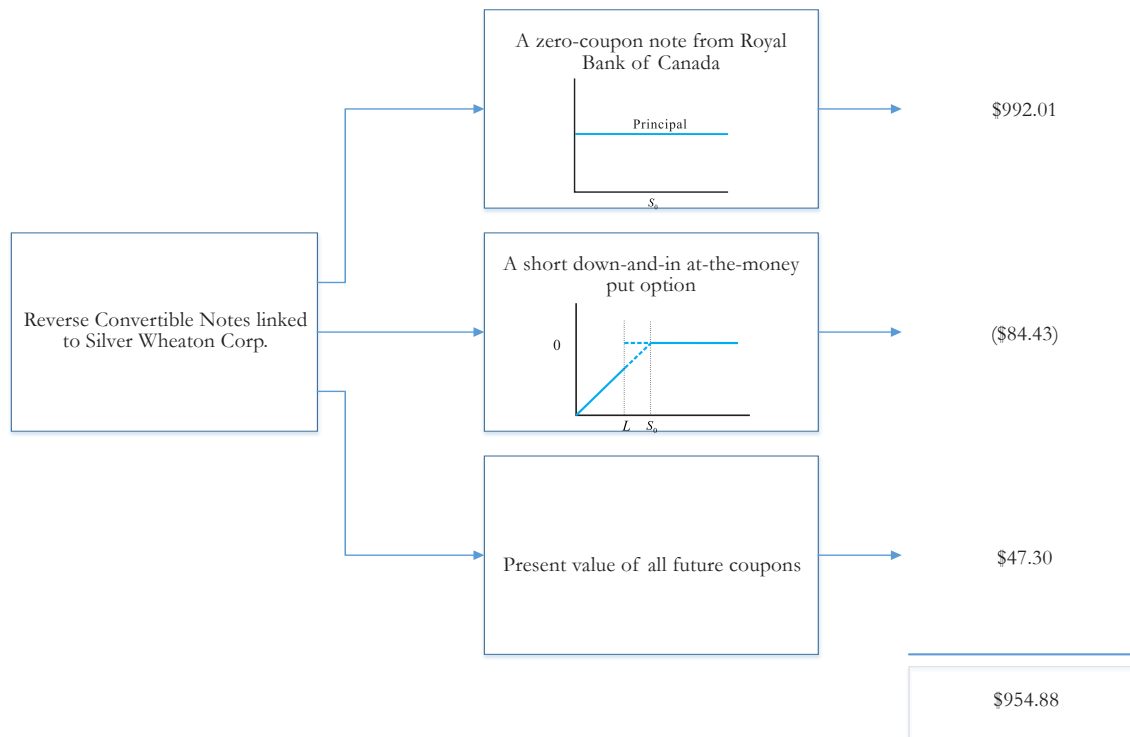 A zero-coupon note from Royal
Bank of Canada
Principal
S₀
$992.01
Reverse Convertible Notes linked
to Silver Wheaton Corp.
A short down-and-in at-the-money
put option
0
L S₀
($84.43)
Present value of all future coupons
$47.30
$954.88